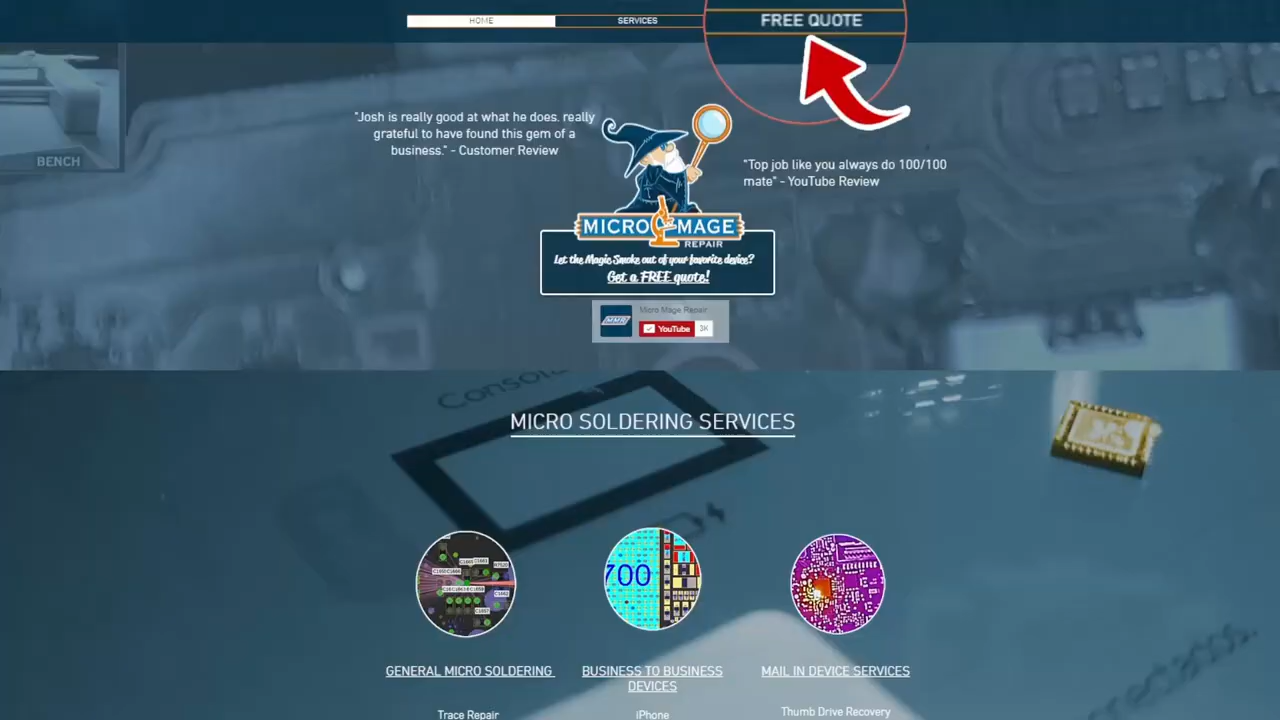 HOME
SERVICES
FREE QUOTE
BENCH
"Josh is really good at what he does. really
grateful to have found this gem of a
business." - Customer Review
"Top job like you always do 100/100
mate" - YouTube Review
MICRO MAGE
REPAIR
Let the Magic Smoke out of your favorite device?
Get a FREE quote!
MMR
Micro Mage Repair
YouTube 3K
Consol
MICRO SOLDERING SERVICES
700
GENERAL MICRO SOLDERING
BUSINESS TO BUSINESS
DEVICES
MAIL IN DEVICE SERVICES
Trace Repair
iPhone
Thumb Drive Recovery